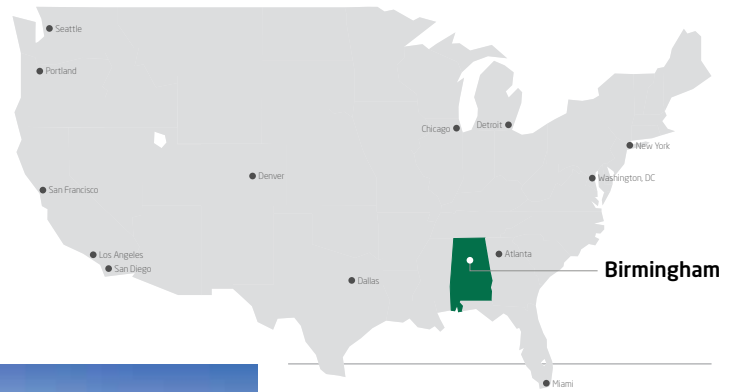 Seattle
Portland
Chicago
Detroit
New York
Denver
Washington, DC
San Francisco
Los Angeles
Atlanta
San Diego
Birmingham
Dallas
Miami